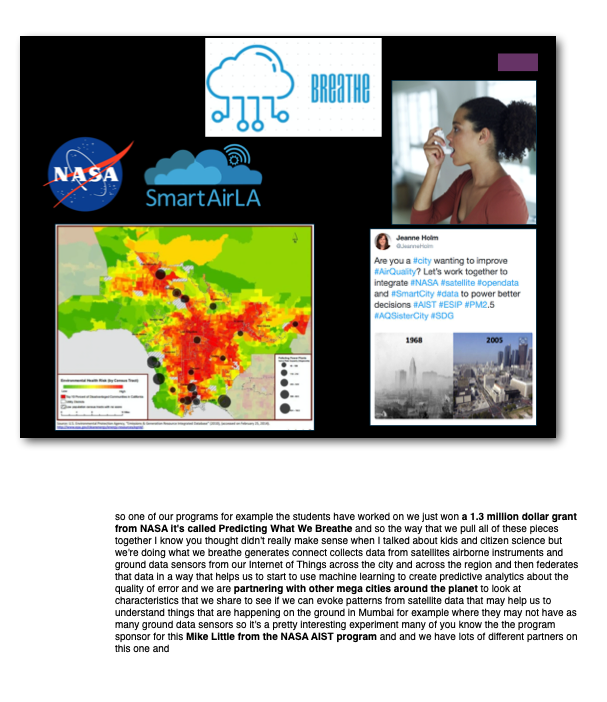 BREATHE
NASA
SmartAirLA
Jeanne Holm
@JeanneHolm
Are you a #city wanting to improve
#AirQuality? Let's work together to
integrate #NASA #satellite #opendata
and #SmartCity #data to power better
decisions #AIST #ESIP #PM2.5
#AQSisterCity #SDG
1968
2005
Environmental Health Risk (by Census Tract)
so one of our programs for example the students have worked on we just won a 1.3 million dollar grant
from NASA it's called Predicting What We Breathe and so the way that we pull all of these pieces
together I know you thought didn't really make sense when I talked about kids and citizen science but
we're doing what we breathe generates connect collects data from satellites airborne instruments and
ground data sensors from our Internet of Things across the city and across the region and then federates
that data in a way that helps us to start to use machine learning to create predictive analytics about the
quality of error and we are partnering with other mega cities around the planet to look at
characteristics that we share to see if we can evoke patterns from satellite data that may help us to
understand things that are happening on the ground in Mumbai for example where they may not have as
many ground data sensors so it's a pretty interesting experiment many of you know the the program
sponsor for this Mike Little from the NASA AIST program and and we have lots of different partners on
this one and